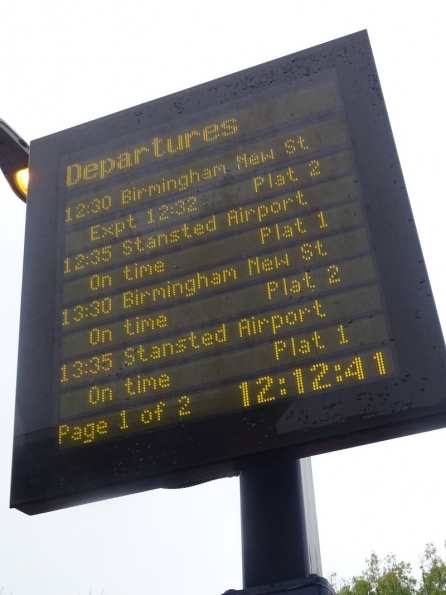 Departures
12:30 Birmingham New St
Expt 12:32 Plat 2
12:35 Stansted Airport
On time Plat 1
13:30 Birmingham New St
On time Plat 2
13:35 Stansted Airport
On time Plat 1
Page 1 of 2 12:12:41